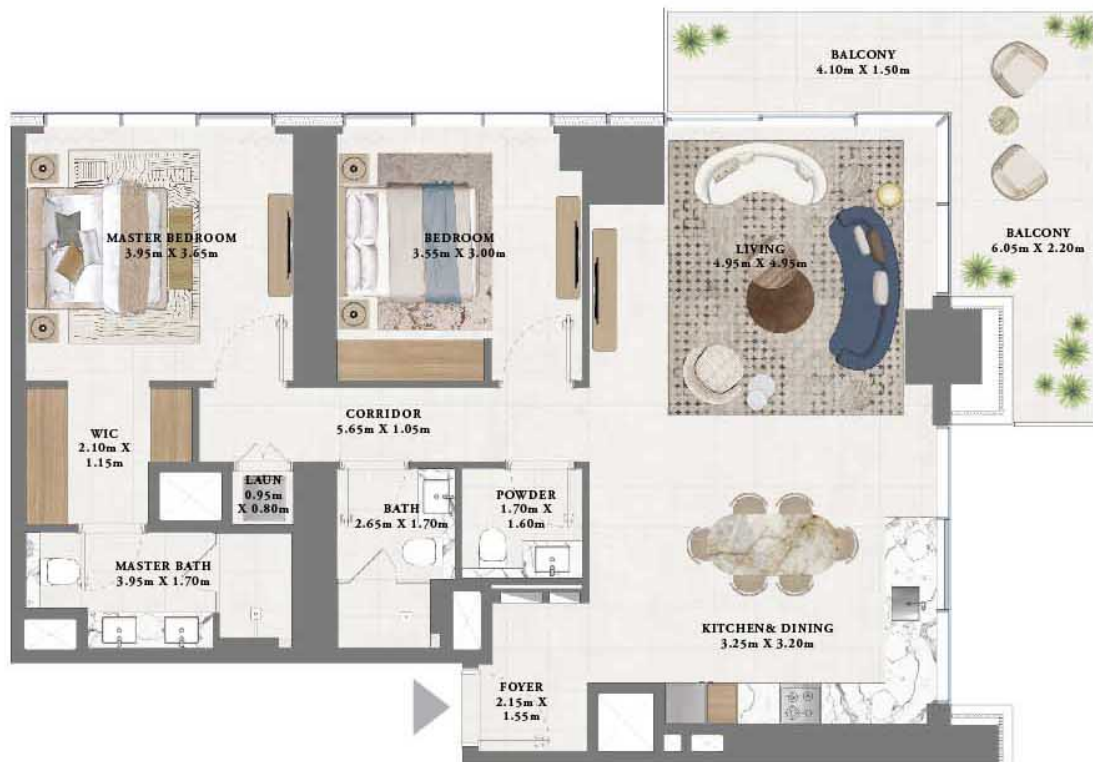 BALCONY
4.10m X 1.50m
MASTER BEDROOM
3.95m X 3.65m
BEDROOM
3.55m X 3.00m
LIVING
4.95m X 4.95m
BALCONY
6.05m X 2.20m
CORRIDOR
5.65m X 1.05m
WIC
2.10m X
1.15m
LAUN
0.95m
X 0.80m
BATH
2.65m X 1.70m
POWDER
1.70m X
1.60m
MASTER BATH
3.95m X 1.70m
KITCHEN& DINING
3.25m X 3.20m
FOYER
2.15m X
1.55m